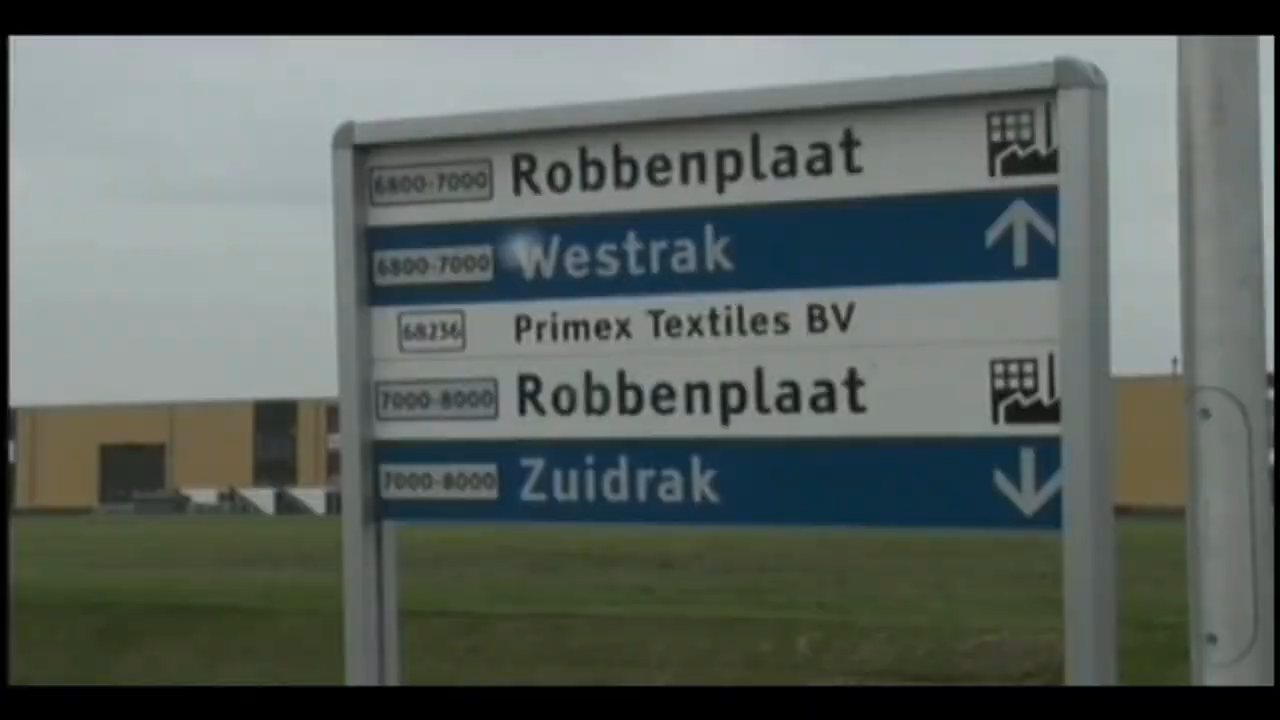 6800-7000 Robbenplaat
6800-7000 Westrak
68236 Primex Textiles BV
7000-8000 Robbenplaat
7000-8000 Zuidrak